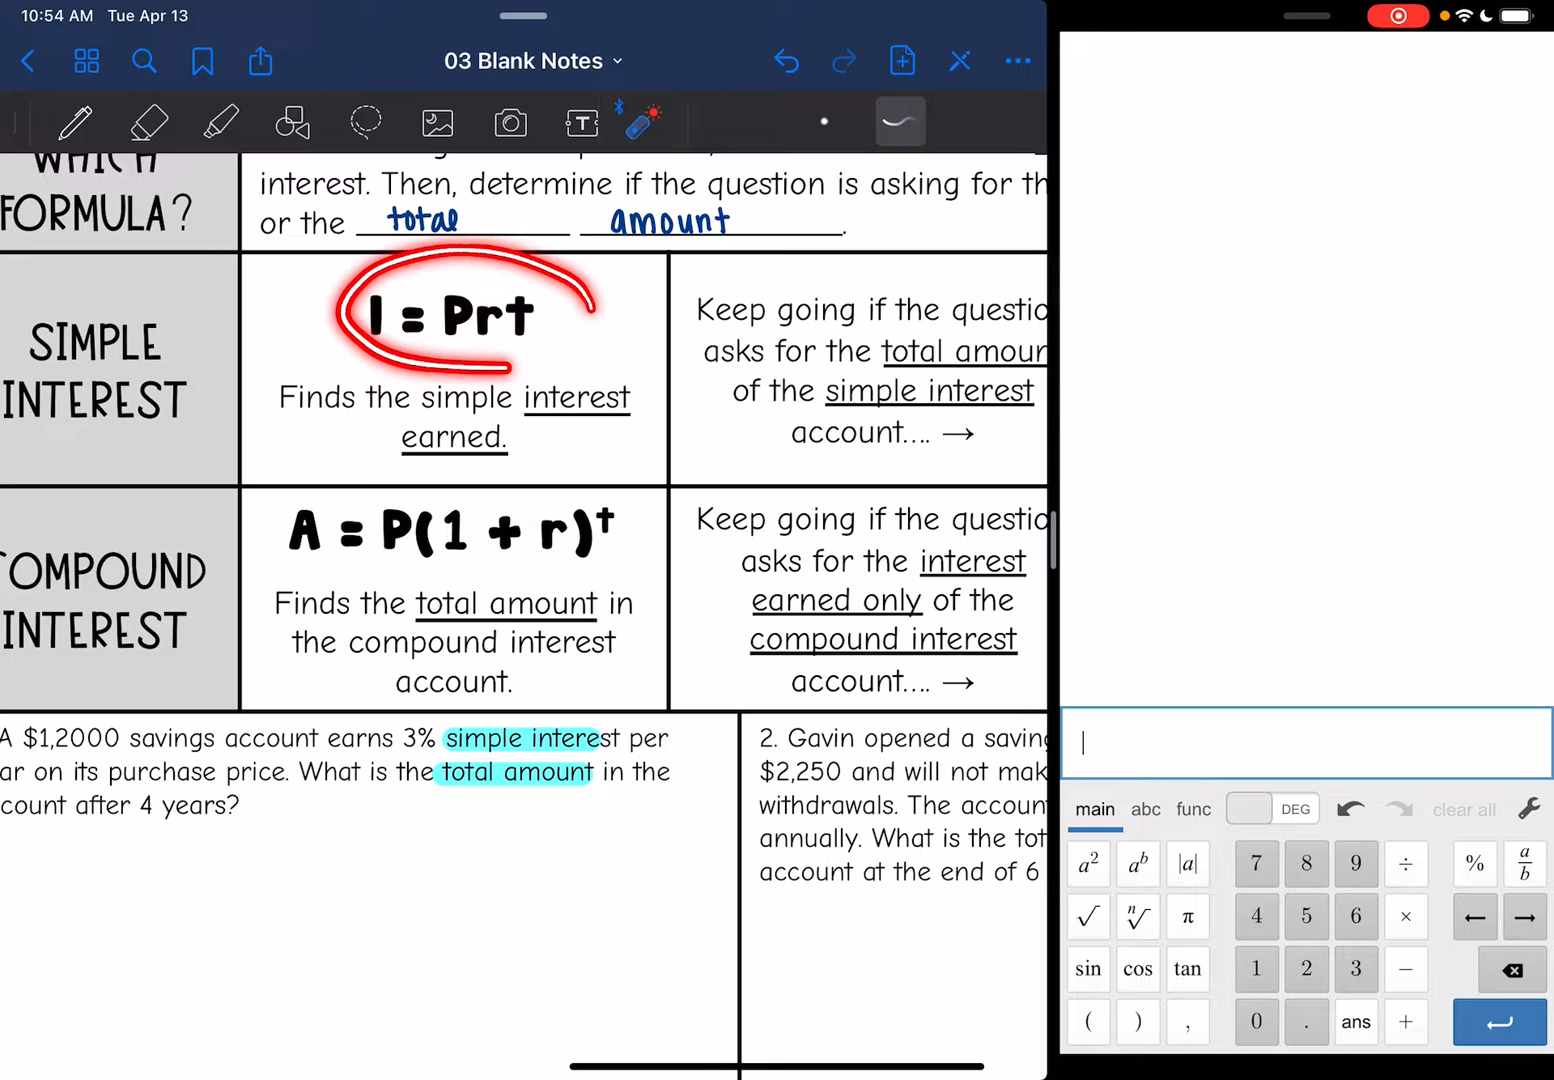 10:54 AM Tue Apr 13
03 Blank Notes
T
WHICH
FORMULA?
interest. Then, determine if the question is asking for th
or the total amount.
SIMPLE
INTEREST
I = Prt
Finds the simple interest
earned.
Keep going if the questio
asks for the total amour
of the simple interest
account.... →
OMPOUND
INTEREST
A = P(1 + r)^t
Finds the total amount in
the compound interest
account.
Keep going if the questio
asks for the interest
earned only of the
compound interest
account.... →
A $1,2000 savings account earns 3% simple interest per
ar on its purchase price. What is the total amount in the
count after 4 years?
2. Gavin opened a saving
$2,250 and will not mak
withdrawals. The account
annually. What is the tot
account at the end of 6
main abc func DEG clear all
a² aᵇ |a| 7 8 9 ÷ % a/b
√ ⁿ√ π 4 5 6 × ← →
sin cos tan 1 2 3 −
( ) , 0 . ans +